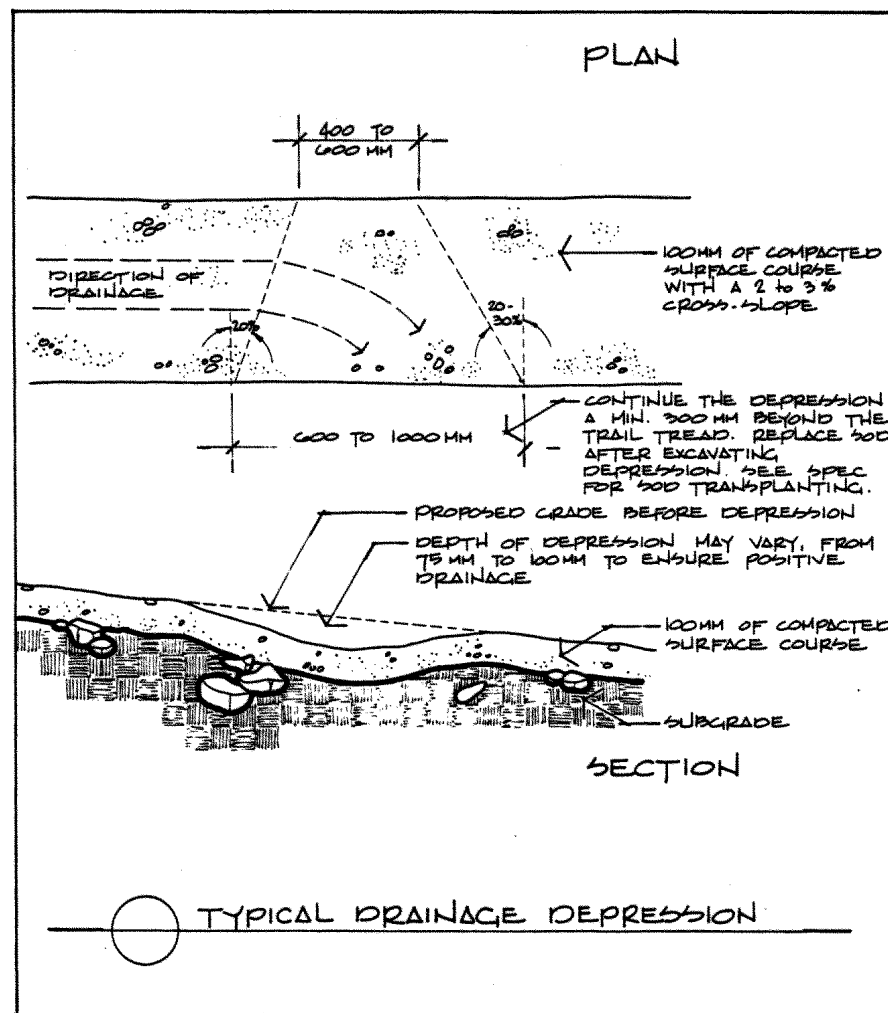 PLAN
400 TO
600 MM
100MM OF COMPACTED
SURFACE COURSE
WITH A 2 to 3%
CROSS-SLOPE
DIRECTION OF
DRAINAGE
20%
20-
30%
CONTINUE THE DEPRESSION
A MIN. 300 MM BEYOND THE
TRAIL TREAD. REPLACE SOD
AFTER EXCAVATING
DEPRESSION. SEE SPEC
FOR SOD TRANSPLANTING.
600 TO 1000 MM
PROPOSED GRADE BEFORE DEPRESSION
DEPTH OF DEPRESSION MAY VARY, FROM
75 MM TO 100MM TO ENSURE POSITIVE
DRAINAGE
100MM OF COMPACTED
SURFACE COURSE
SUBGRADE
SECTION
TYPICAL DRAINAGE DEPRESSION